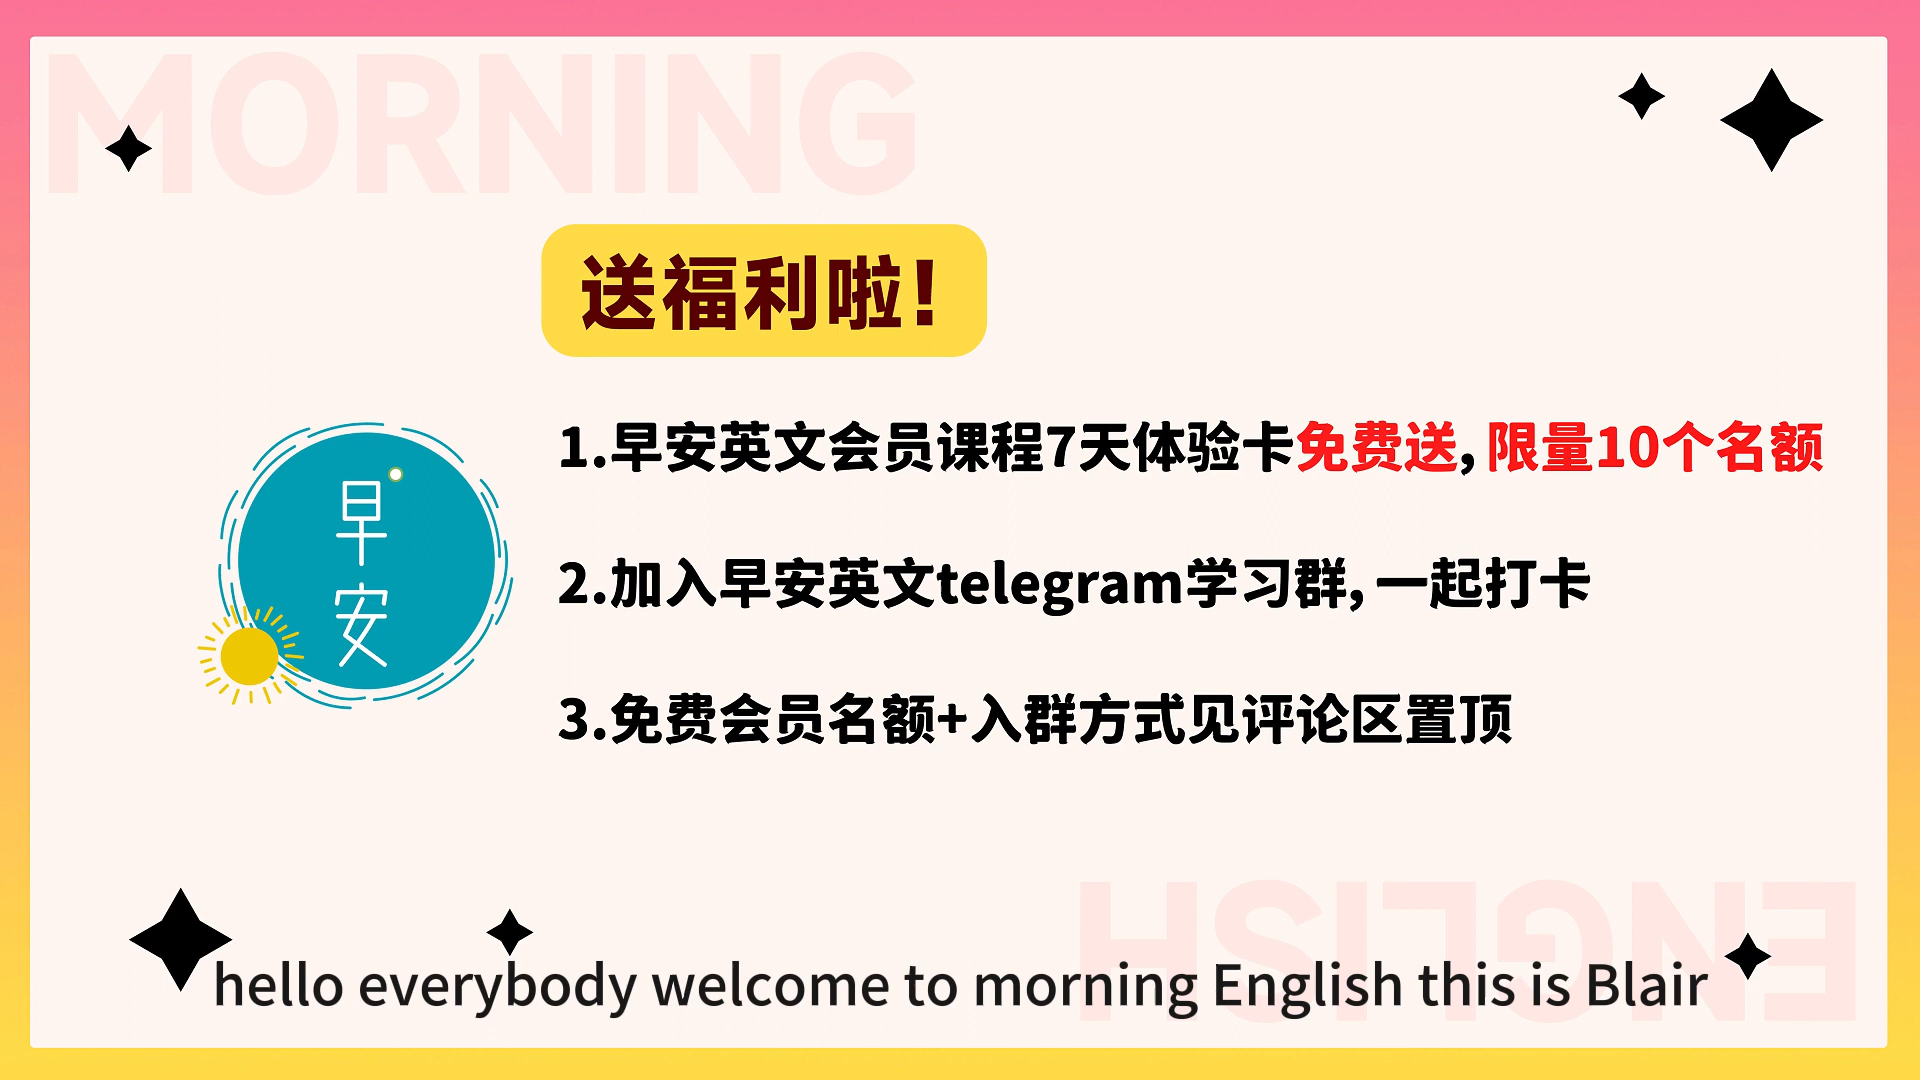 MORNING
送福利啦!
1.早安英文会员课程7天体验卡免费送, 限量10个名额
早安
2.加入早安英文telegram学习群, 一起打卡
3.免费会员名额+入群方式见评论区置顶
ENGLISH
hello everybody welcome to morning English this is Blair